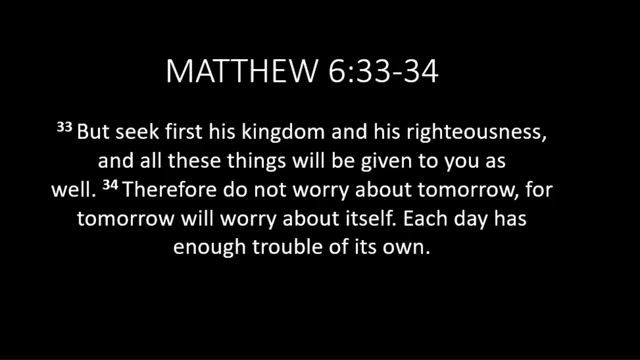 MATTHEW 6:33-34
33 But seek first his kingdom and his righteousness,
and all these things will be given to you as
well. 34 Therefore do not worry about tomorrow, for
tomorrow will worry about itself. Each day has
enough trouble of its own.